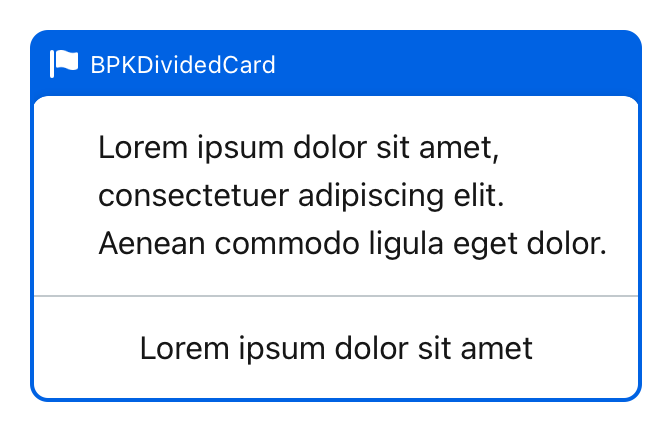 BPKDividedCard
Lorem ipsum dolor sit amet,
consectetuer adipiscing elit.
Aenean commodo ligula eget dolor.
Lorem ipsum dolor sit amet